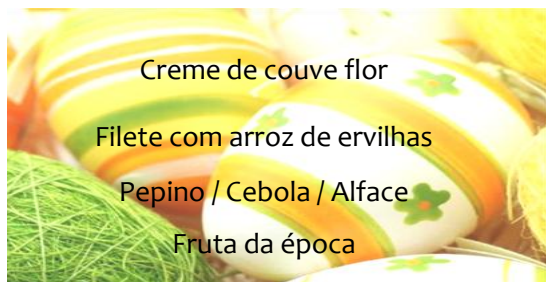 Creme de couve flor
Filete com arroz de ervilhas
Pepino / Cebola / Alface
Fruta da época